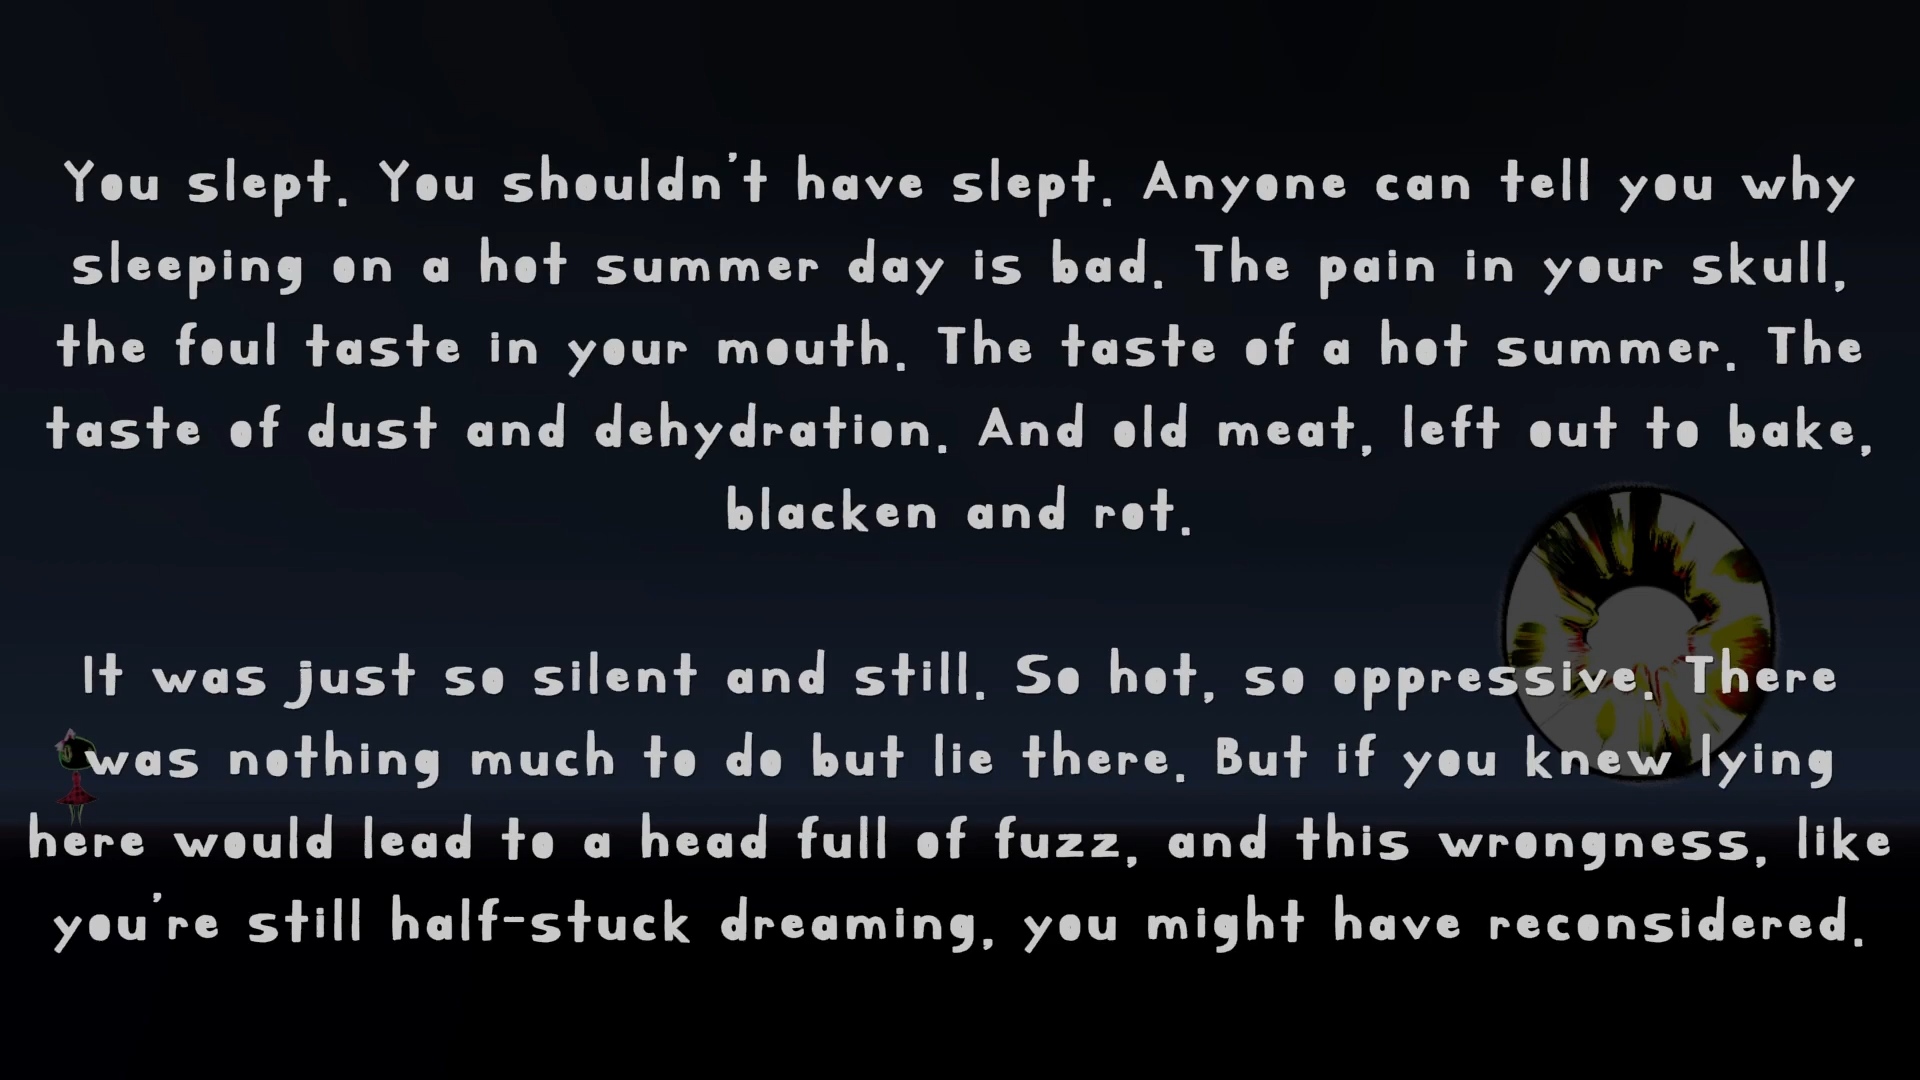 You slept. You shouldn't have slept. Anyone can tell you why
sleeping on a hot summer day is bad. The pain in your skull,
the foul taste in your mouth. The taste of a hot summer. The
taste of dust and dehydration. And old meat, left out to bake,
blacken and rot.
It was just so silent and still. So hot, so oppressive. There
was nothing much to do but lie there. But if you knew lying
here would lead to a head full of fuzz, and this wrongness, like
you're still half-stuck dreaming, you might have reconsidered.